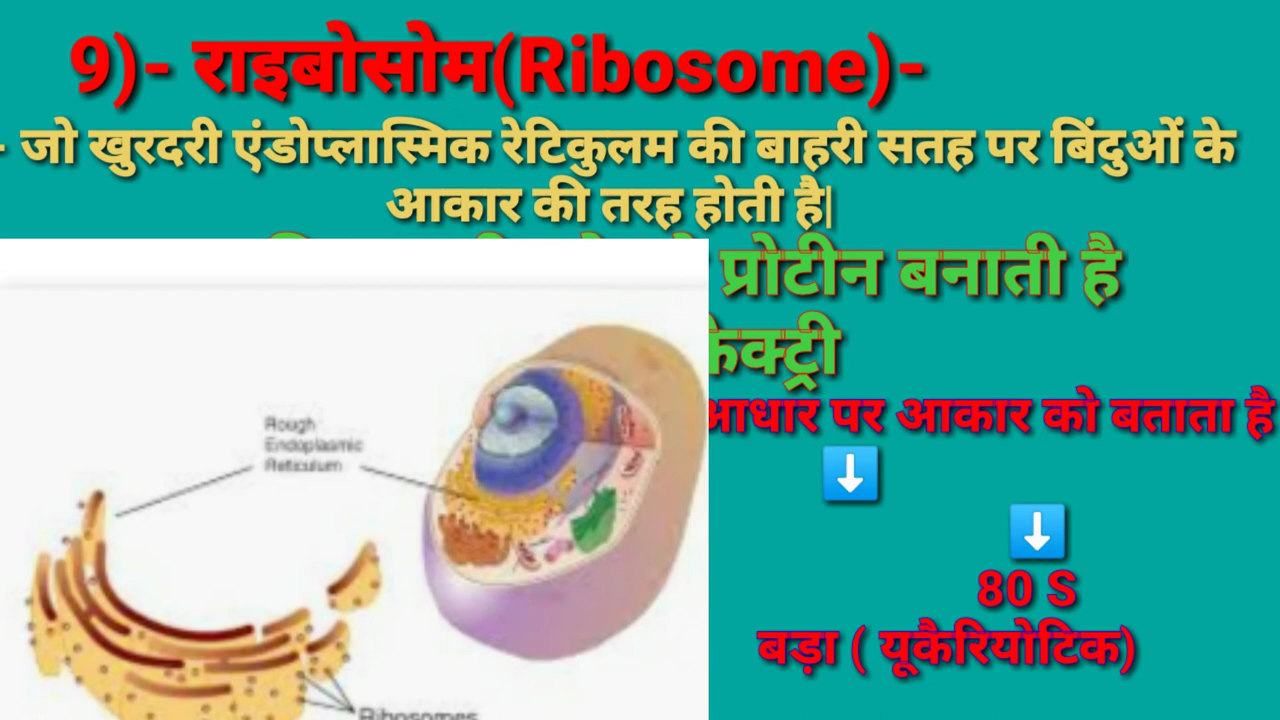 9)- राइबोसोम(Ribosome)-
- जो खुरदरी एंडोप्लास्मिक रेटिकुलम की बाहरी सतह पर बिंदुओं के
आकार की तरह होती है|
प्रोटीन बनाती है
आधार पर आकार को बताता है
⬇️
⬇️
80 S
बड़ा ( यूकैरियोटिक)
Rough
Endoplasmic
Reticulum
Ribosomes